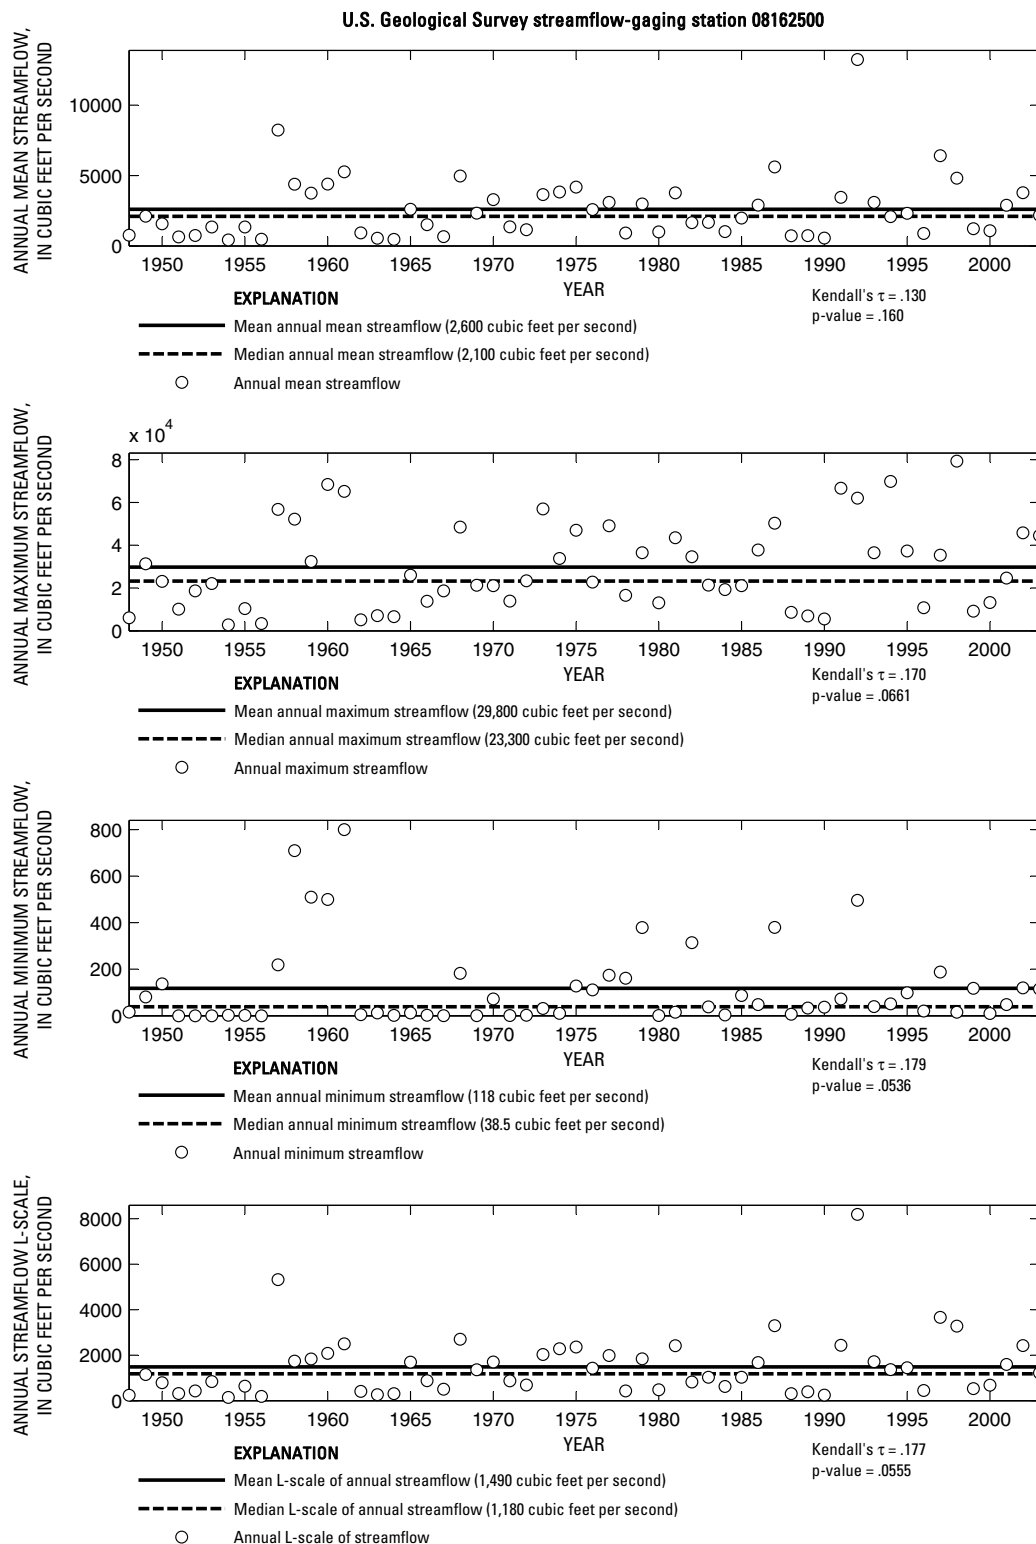 U.S. Geological Survey streamflow-gaging station 08162500
ANNUAL MEAN STREAMFLOW,
IN CUBIC FEET PER SECOND
10000
5000
0
1950 1955 1960 1965 1970 1975 1980 1985 1990 1995 2000
YEAR
EXPLANATION
Mean annual mean streamflow (2,600 cubic feet per second)
Median annual mean streamflow (2,100 cubic feet per second)
Annual mean streamflow
Kendall's τ = .130
p-value = .160
ANNUAL MAXIMUM STREAMFLOW,
IN CUBIC FEET PER SECOND
x 10⁴
8
6
4
2
0
1950 1955 1960 1965 1970 1975 1980 1985 1990 1995 2000
YEAR
EXPLANATION
Mean annual maximum streamflow (29,800 cubic feet per second)
Median annual maximum streamflow (23,300 cubic feet per second)
Annual maximum streamflow
Kendall's τ = .170
p-value = .0661
ANNUAL MINIMUM STREAMFLOW,
IN CUBIC FEET PER SECOND
800
600
400
200
0
1950 1955 1960 1965 1970 1975 1980 1985 1990 1995 2000
YEAR
EXPLANATION
Mean annual minimum streamflow (118 cubic feet per second)
Median annual minimum streamflow (38.5 cubic feet per second)
Annual minimum streamflow
Kendall's τ = .179
p-value = .0536
ANNUAL STREAMFLOW L-SCALE,
IN CUBIC FEET PER SECOND
8000
6000
4000
2000
0
1950 1955 1960 1965 1970 1975 1980 1985 1990 1995 2000
YEAR
EXPLANATION
Mean L-scale of annual streamflow (1,490 cubic feet per second)
Median L-scale of annual streamflow (1,180 cubic feet per second)
Annual L-scale of streamflow
Kendall's τ = .177
p-value = .0555